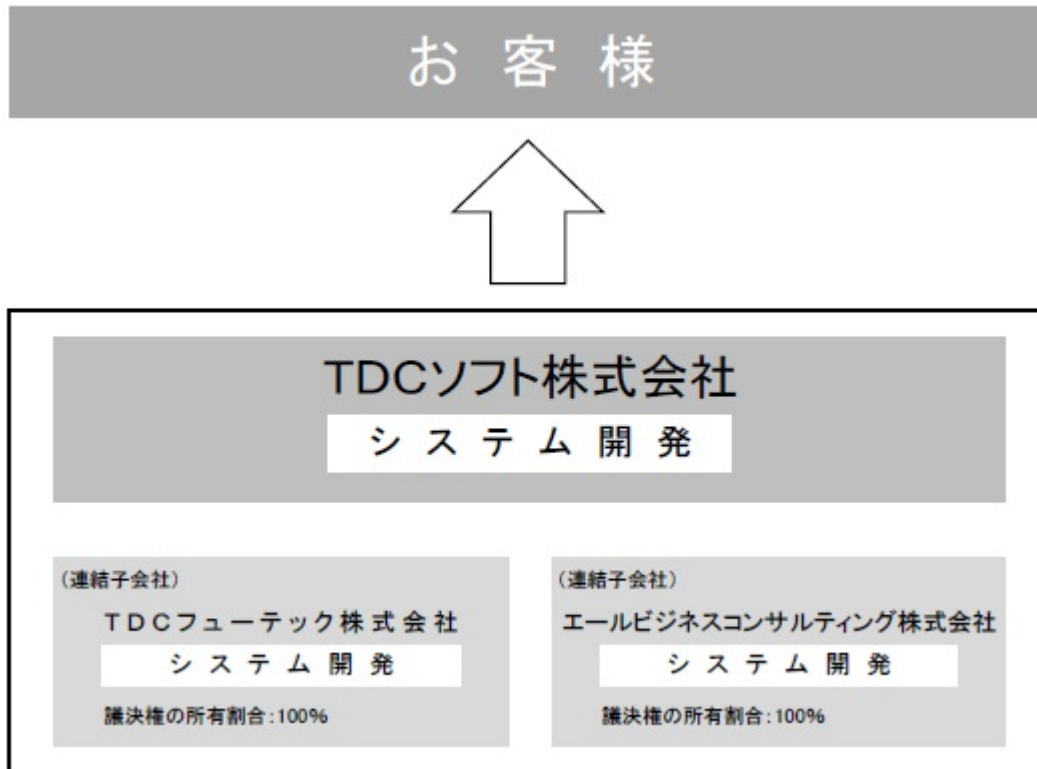 お客様
TDCソフト株式会社
システム開発
(連結子会社)
TDCフューテック株式会社
システム開発
議決権の所有割合:100%
(連結子会社)
エールビジネスコンサルティング株式会社
システム開発
議決権の所有割合:100%